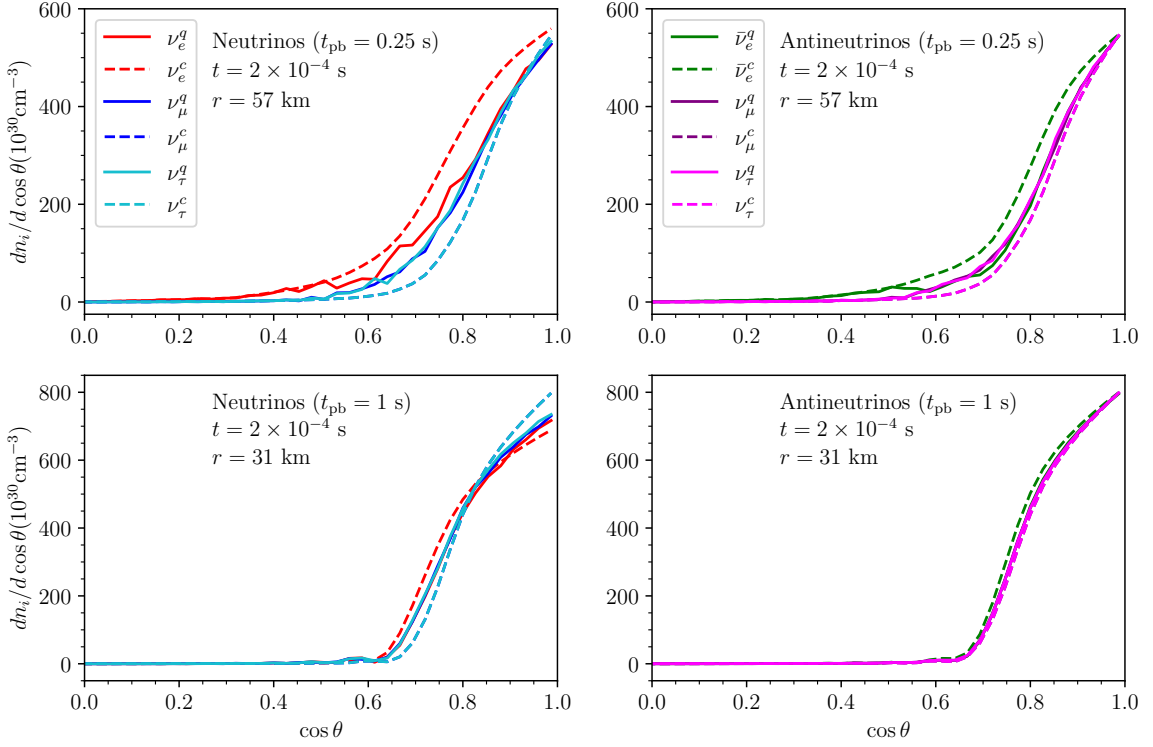 600
400
200
0
dn_i/d cos θ(10^30 cm^−3)
ν_e^q
ν_e^c
ν_μ^q
ν_μ^c
ν_τ^q
ν_τ^c
Neutrinos (t_pb = 0.25 s)
t = 2 × 10^−4 s
r = 57 km
0.0 0.2 0.4 0.6 0.8 1.0
600
400
200
0
ν̄_e^q
ν̄_e^c
ν_μ^q
ν_μ^c
ν_τ^q
ν_τ^c
Antineutrinos (t_pb = 0.25 s)
t = 2 × 10^−4 s
r = 57 km
0.0 0.2 0.4 0.6 0.8 1.0
800
600
400
200
0
dn_i/d cos θ(10^30 cm^−3)
Neutrinos (t_pb = 1 s)
t = 2 × 10^−4 s
r = 31 km
0.0 0.2 0.4 0.6 0.8 1.0
cos θ
800
600
400
200
0
Antineutrinos (t_pb = 1 s)
t = 2 × 10^−4 s
r = 31 km
0.0 0.2 0.4 0.6 0.8 1.0
cos θ